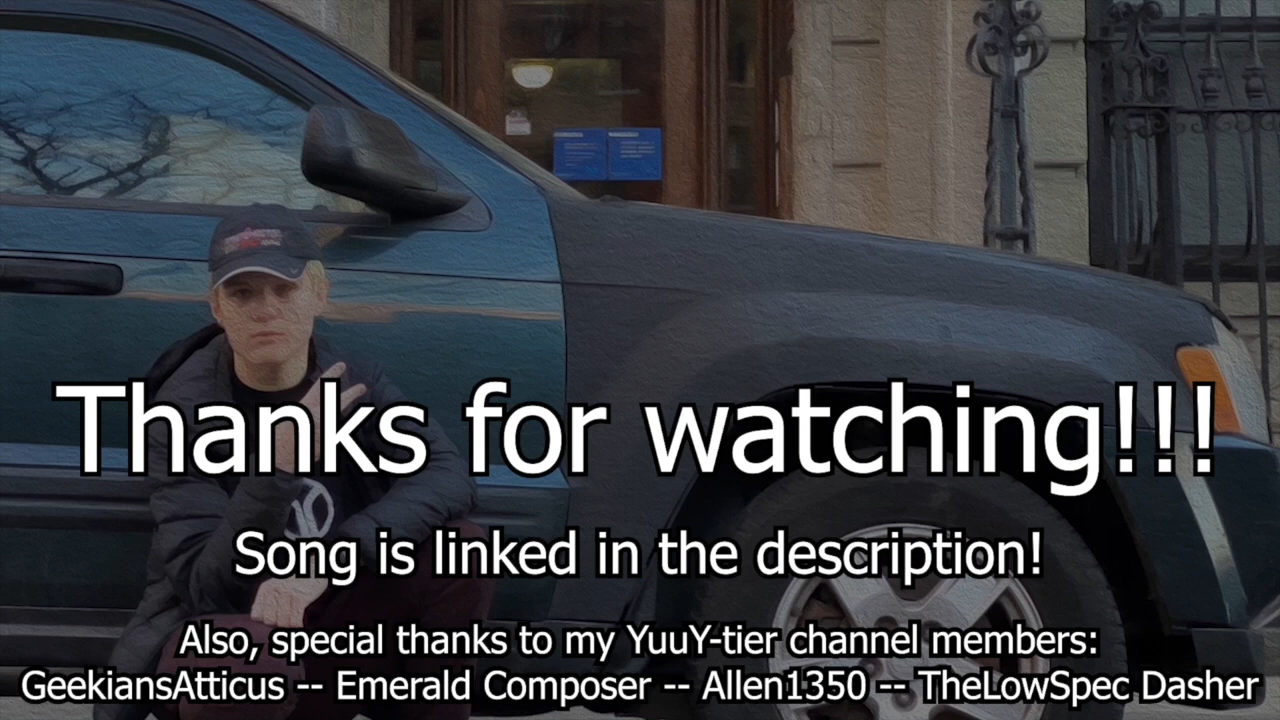 Thanks for watching!!!
Song is linked in the description!
Also, special thanks to my YuuY-tier channel members:
GeekiansAtticus -- Emerald Composer -- Allen1350 -- TheLowSpec Dasher